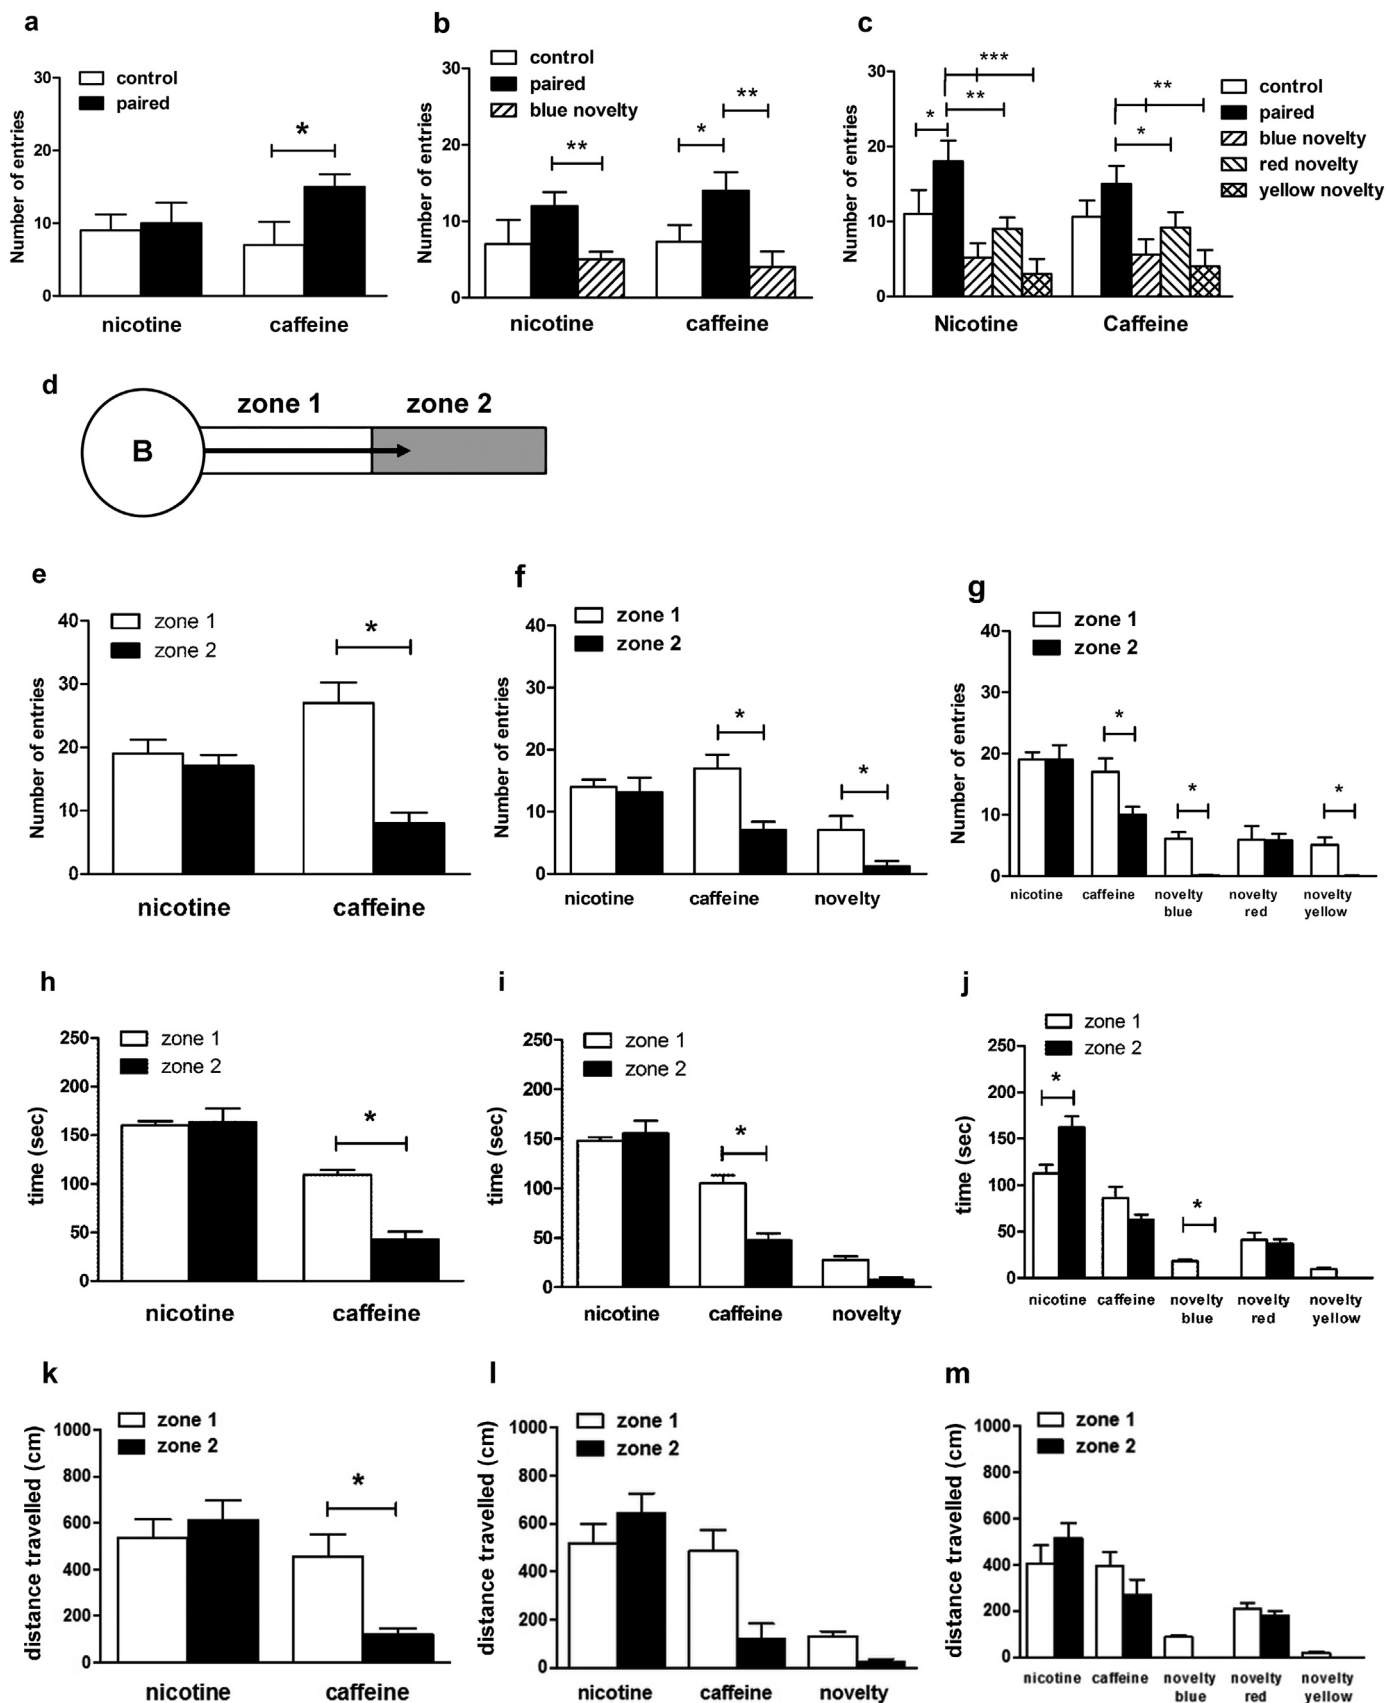 a
control
paired
Number of entries
30
20
10
0
*
nicotine
caffeine
b
control
paired
blue novelty
Number of entries
30
20
10
0
**
*
**
nicotine
caffeine
c
control
paired
blue novelty
red novelty
yellow novelty
Number of entries
30
20
10
0
*
**
***
*
**
Nicotine
Caffeine
d
B
zone 1
zone 2
e
zone 1
zone 2
Number of entries
40
30
20
10
0
*
nicotine
caffeine
f
zone 1
zone 2
Number of entries
40
30
20
10
0
*
*
nicotine
caffeine
novelty
g
zone 1
zone 2
Number of entries
40
30
20
10
0
*
*
*
nicotine
caffeine
novelty
blue
novelty
red
novelty
yellow
h
zone 1
zone 2
time (sec)
250
200
150
100
50
0
*
nicotine
caffeine
i
zone 1
zone 2
time (sec)
250
200
150
100
50
0
*
nicotine
caffeine
novelty
j
zone 1
zone 2
time (sec)
250
200
150
100
50
0
*
*
nicotine
caffeine
novelty
blue
novelty
red
novelty
yellow
k
zone 1
zone 2
distance travelled (cm)
1000
800
600
400
200
0
*
nicotine
caffeine
l
zone 1
zone 2
distance travelled (cm)
1000
800
600
400
200
0
nicotine
caffeine
novelty
m
zone 1
zone 2
distance travelled (cm)
1000
800
600
400
200
0
nicotine
caffeine
novelty
blue
novelty
red
novelty
yellow